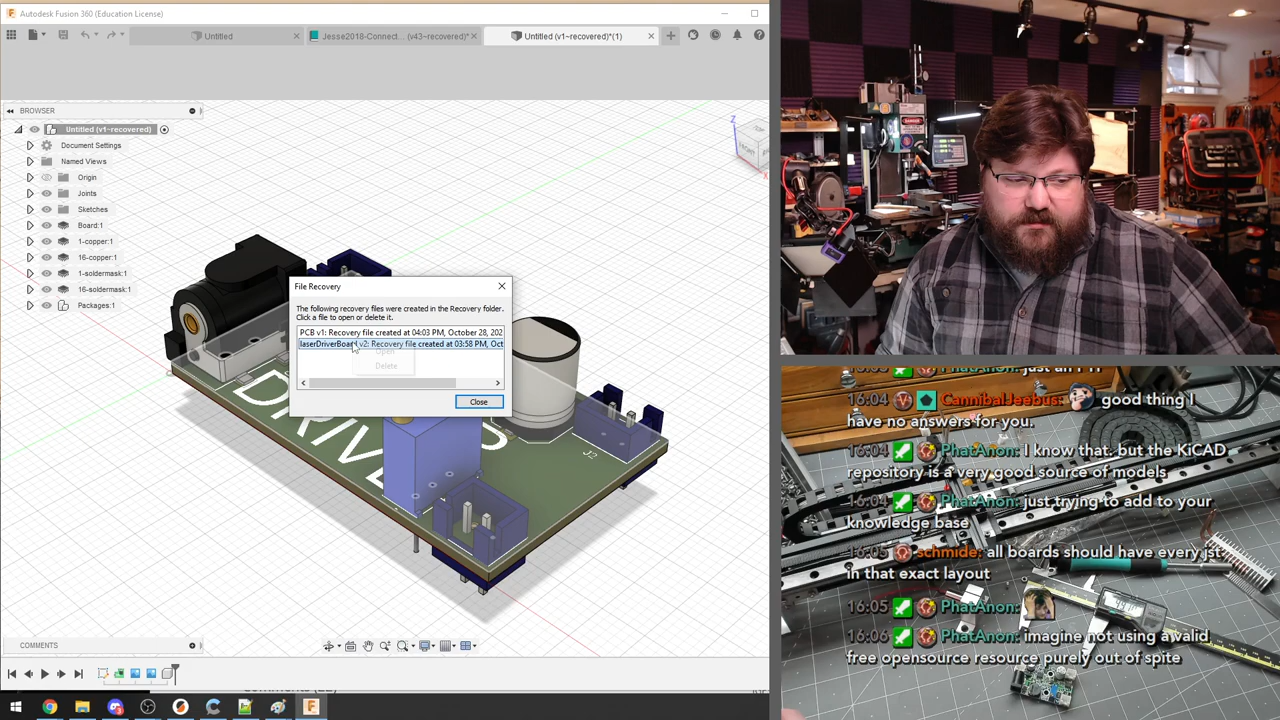 Autodesk Fusion 360 (Education License)
Untitled
Jesse2018-Connect... (v43~recovered)*
Untitled (v1~recovered)*(1)
BROWSER
Untitled (v1~recovered)
Document Settings
Named Views
Origin
Joints
Sketches
Board:1
1-copper:1
16-copper:1
1-soldermask:1
16-soldermask:1
Packages:1
File Recovery
The following recovery files were created in the Recovery folder.
Click a file to open or delete it.
PCB v1: Recovery file created at 04:03 PM, October 28, 202
laserDriverBoard v2: Recovery file created at 03:58 PM, Oct
Open
Delete
Close
J2
COMMENTS
16:04 CannibalJeebus: good thing I
have no answers for you.
16:04 PhatAnon: I know that, but the KiCAD
repository is a very good source of models
16:04 PhatAnon: just trying to add to your
knowledge base
16:05 schmide: all boards should have every jst
in that exact layout
16:05 PhatAnon:
16:06 PhatAnon: imagine not using a valid
free opensource resource purely out of spite